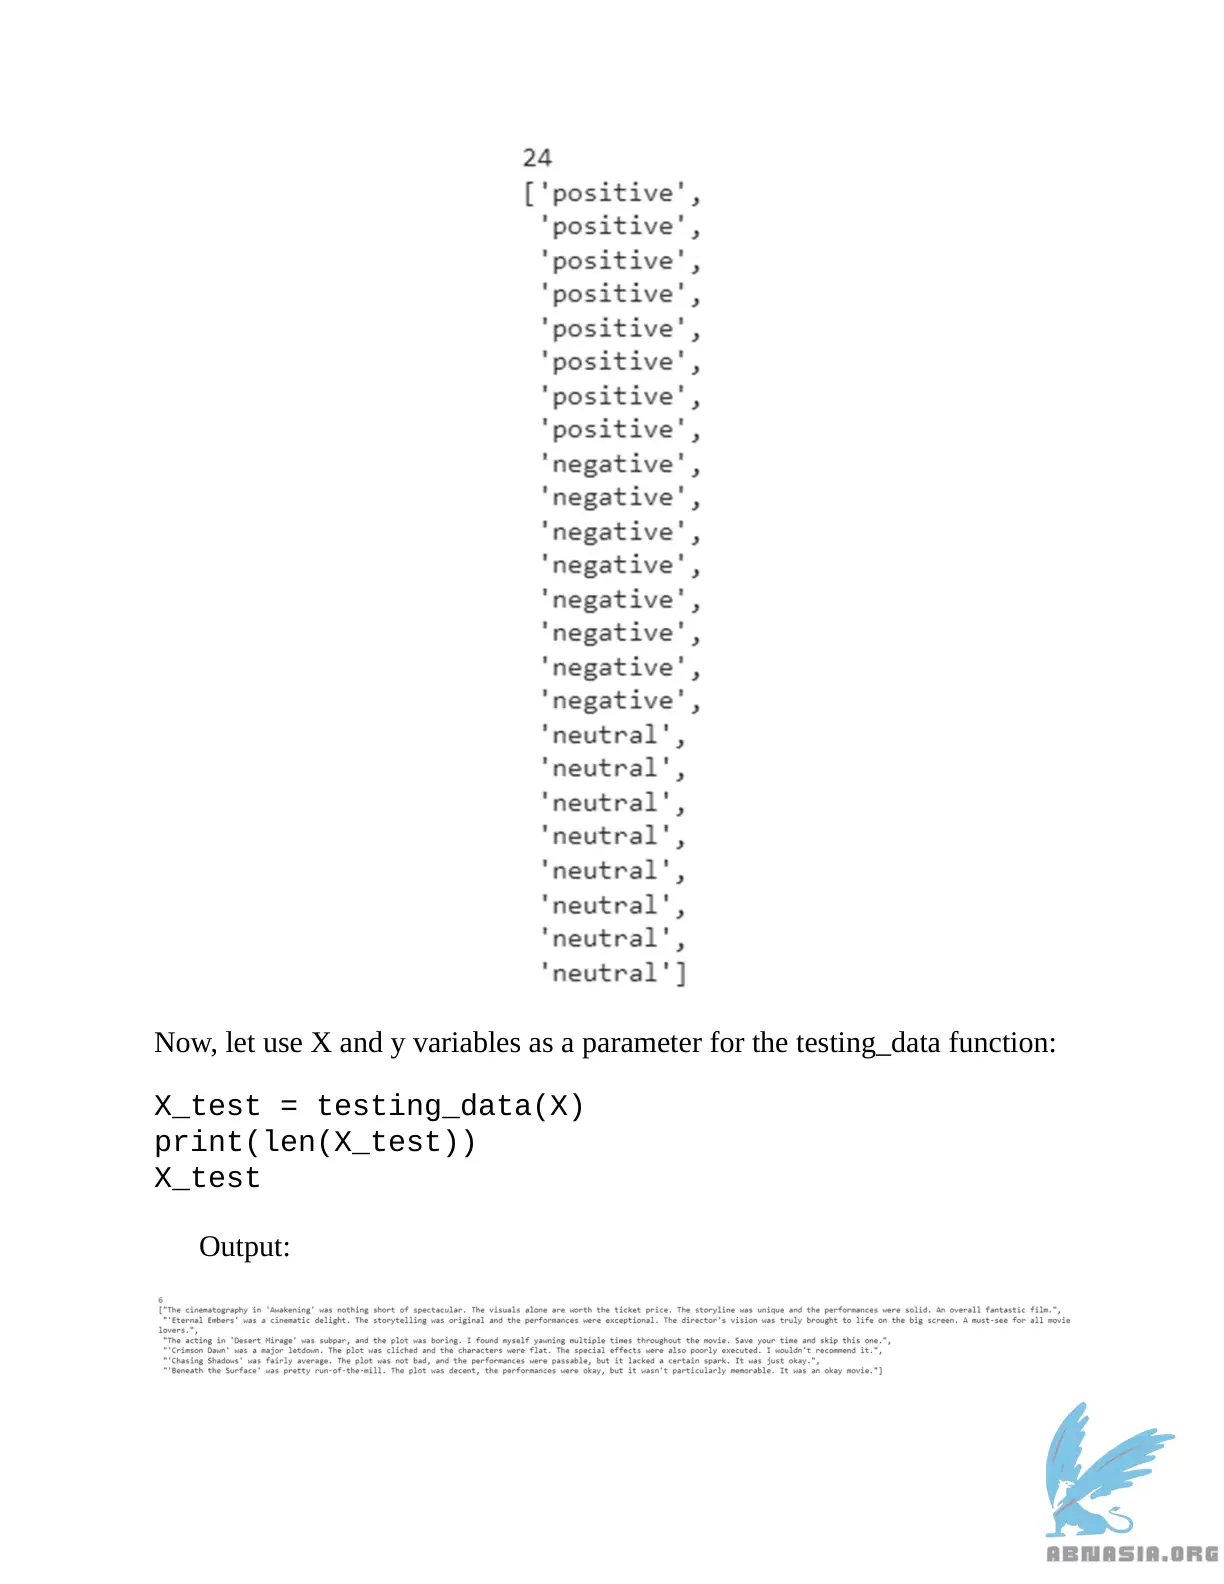 24
['positive',
'positive',
'positive',
'positive',
'positive',
'positive',
'positive',
'positive',
'negative',
'negative',
'negative',
'negative',
'negative',
'negative',
'negative',
'negative',
'neutral',
'neutral',
'neutral',
'neutral',
'neutral',
'neutral',
'neutral',
'neutral']
Now, let use X and y variables as a parameter for the testing_data function:
X_test = testing_data(X)
print(len(X_test))
X_test
Output:
6
["The cinematography in 'Awakening' was nothing short of spectacular. The visuals alone are worth the ticket price. The storyline was unique and the performances were solid. An overall fantastic film.",
"'Eternal Embers' was a cinematic delight. The storytelling was original and the performances were exceptional. The director's vision was truly brought to life on the big screen. A must-see for all movie
lovers.",
"The acting in 'Desert Mirage' was subpar, and the plot was boring. I found myself yawning multiple times throughout the movie. Save your time and skip this one.",
"'Crimson Dawn' was a major letdown. The plot was cliched and the characters were flat. The special effects were also poorly executed. I wouldn't recommend it.",
"'Chasing Shadows' was fairly average. The plot was not bad, and the performances were passable, but it lacked a certain spark. It was just okay.",
"'Beneath the Surface' was pretty run-of-the-mill. The plot was decent, the performances were okay, but it wasn't particularly memorable. It was an okay movie."]
ABNASIA.ORG